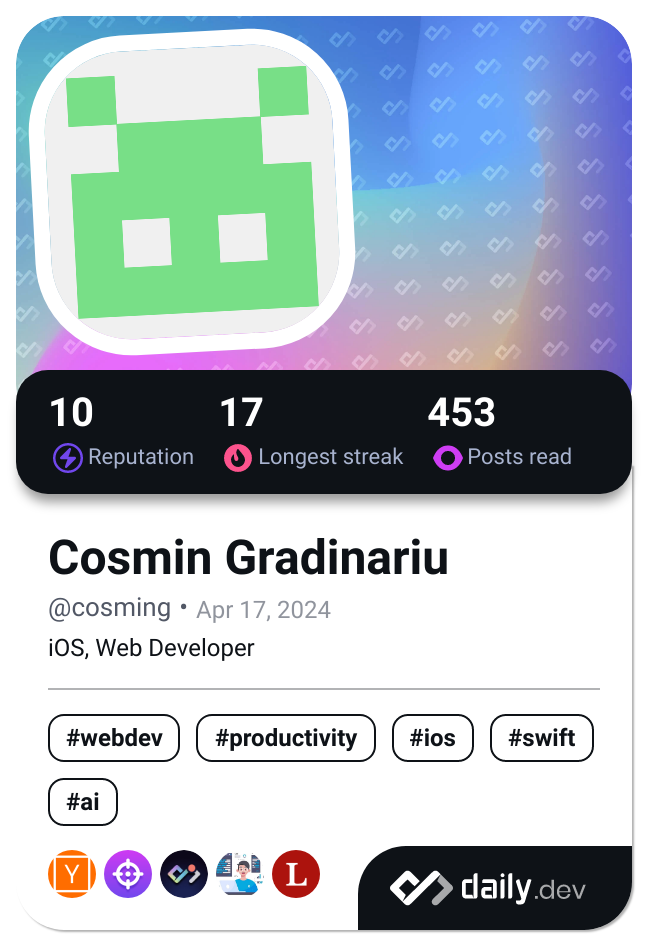 10 17 453
Reputation Longest streak Posts read
Cosmin Gradinariu
@cosming • Apr 17, 2024
iOS, Web Developer
#webdev #productivity #ios #swift
#ai
Y L
daily.dev